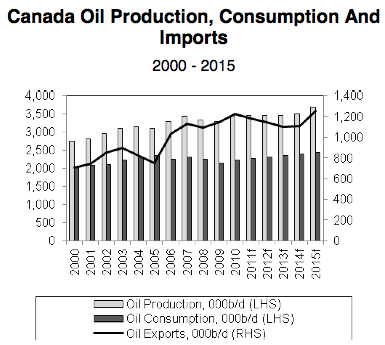 Canada Oil Production, Consumption And
Imports
2000 - 2015
4,000
3,500
3,000
2,500
2,000
1,500
1,000
500
0
1,400
1,200
1,000
800
600
400
200
0
2000
2001
2002
2003
2004
2005
2006
2007
2008
2009
2010
2011f
2012f
2013f
2014f
2015f
Oil Production, 000b/d (LHS)
Oil Consumption, 000b/d (LHS)
Oil Exports, 000b/d (RHS)